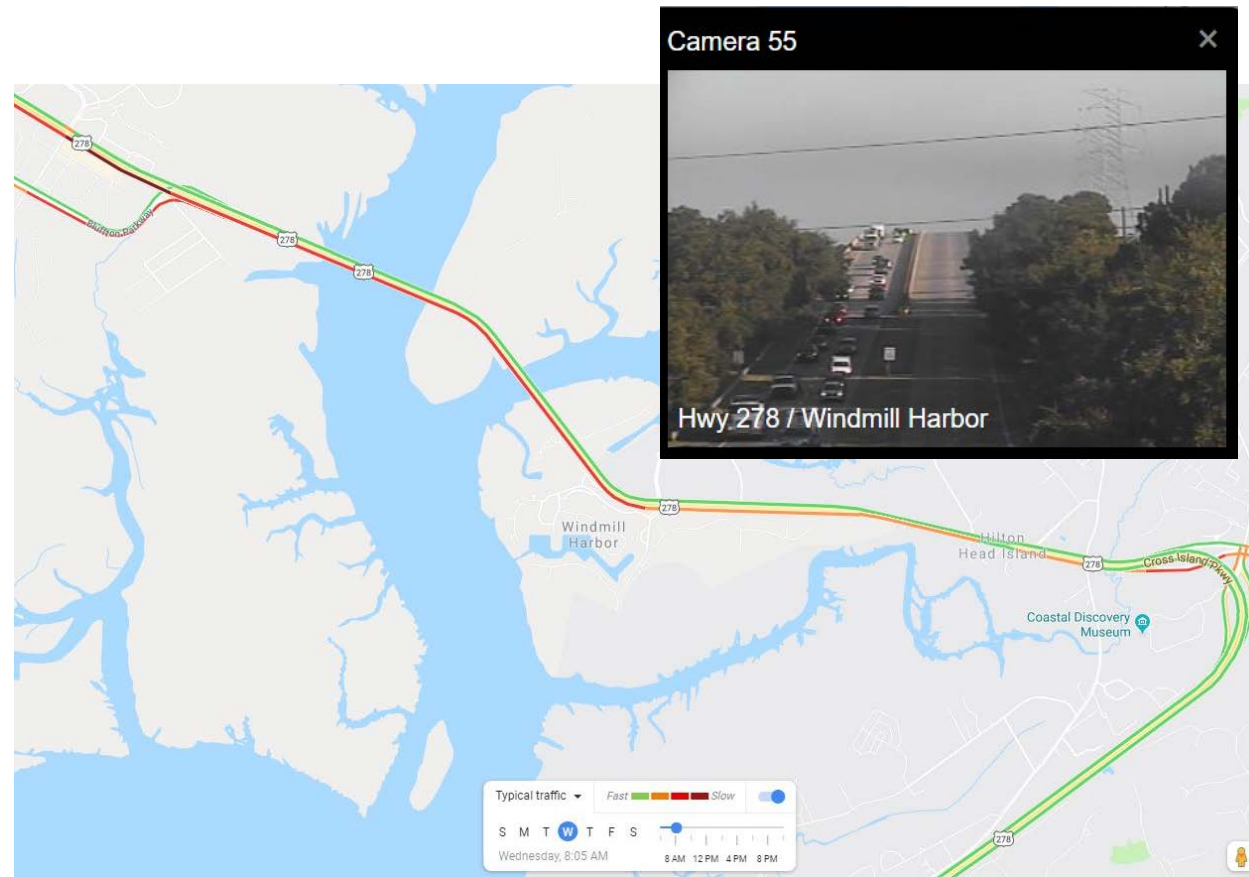 Camera 55
×
Hwy 278 / Windmill Harbor
278
Bluffton Parkway
278
278
278
Windmill
Harbor
Hilton
Head Island
278
Cross Island Pkwy
Coastal Discovery
Museum
278
Typical traffic
Fast
Slow
S M T W T F S
Wednesday, 8:05 AM
8 AM 12 PM 4 PM 8 PM